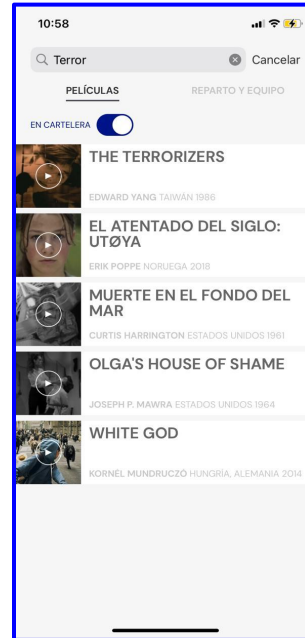 10:58
Terror
Cancelar
PELÍCULAS
REPARTO Y EQUIPO
EN CARTELERA
THE TERRORIZERS
EDWARD YANG TAIWÁN 1986
EL ATENTADO DEL SIGLO:
UTØYA
ERIK POPPE NORUEGA 2018
MUERTE EN EL FONDO DEL
MAR
CURTIS HARRINGTON ESTADOS UNIDOS 1961
OLGA'S HOUSE OF SHAME
JOSEPH P. MAWRA ESTADOS UNIDOS 1964
WHITE GOD
KORNÉL MUNDRUCZÓ HUNGRÍA, ALEMANIA 2014